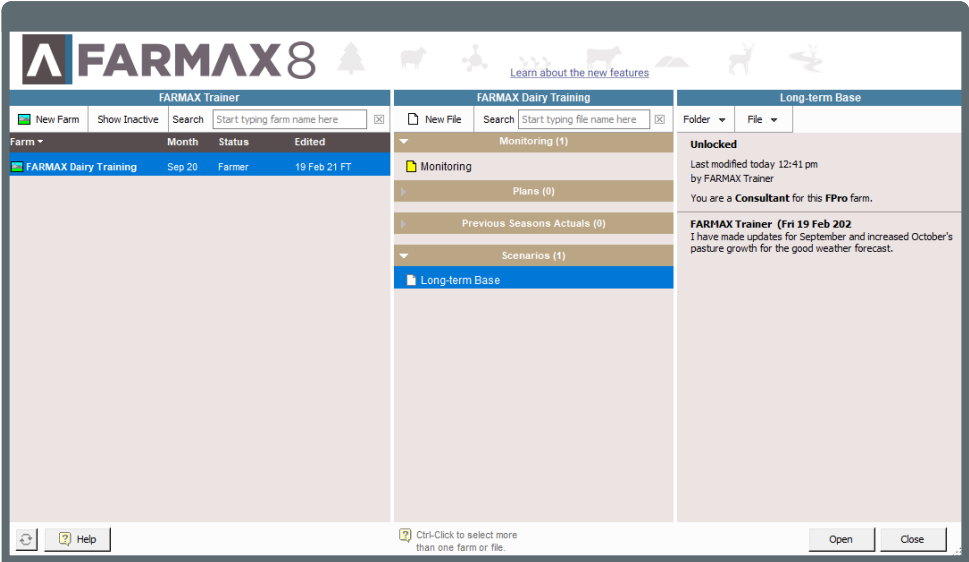 FARMAX8
Learn about the new features
FARMAX Trainer
New Farm Show Inactive Search Start typing farm name here
Farm Month Status Edited
FARMAX Dairy Training Sep 20 Farmer 19 Feb 21 FT
FARMAX Dairy Training
New File Search Start typing file name here
Monitoring (1)
Monitoring
Plans (0)
Previous Seasons Actuals (0)
Scenarios (1)
Long-term Base
Long-term Base
Folder File
Unlocked
Last modified today 12:41 pm
by FARMAX Trainer
You are a Consultant for this FPro farm.
FARMAX Trainer (Fri 19 Feb 202
I have made updates for September and increased October's
pasture growth for the good weather forecast.
Help
Ctrl-Click to select more
than one farm or file.
Open Close